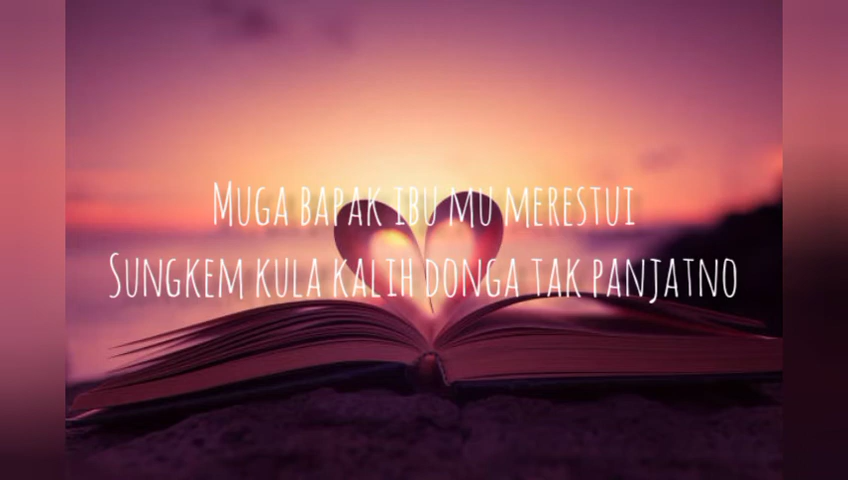 Muga bapak ibu mu merestui
Sungkem kula kalih donga tak panjatno